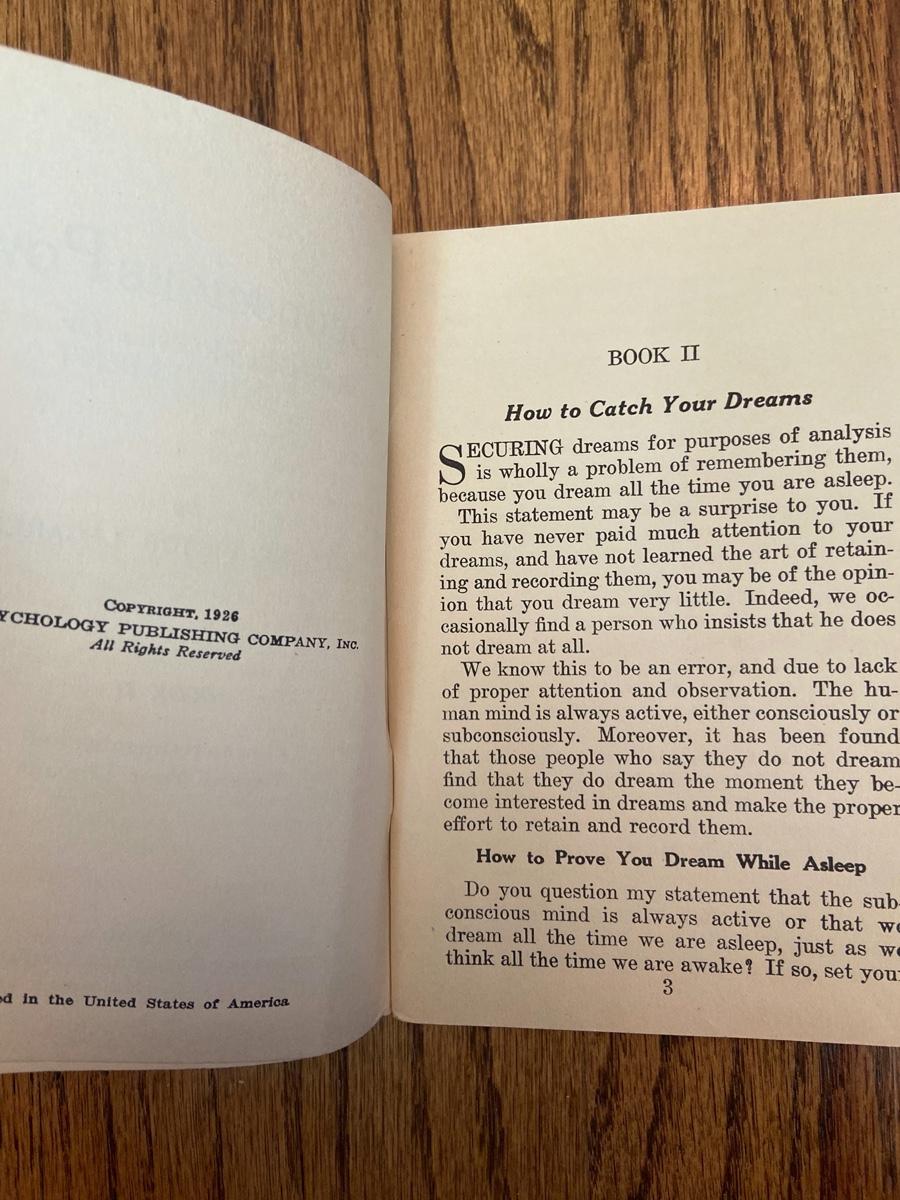 COPYRIGHT, 1926
YCHOLOGY PUBLISHING COMPANY, INC.
All Rights Reserved
ed in the United States of America
BOOK II
How to Catch Your Dreams
SECURING dreams for purposes of analysis
is wholly a problem of remembering them,
because you dream all the time you are asleep.
This statement may be a surprise to you. If
you have never paid much attention to your
dreams, and have not learned the art of retain-
ing and recording them, you may be of the opin-
ion that you dream very little. Indeed, we oc-
casionally find a person who insists that he does
not dream at all.
We know this to be an error, and due to lack
of proper attention and observation. The hu-
man mind is always active, either consciously or
subconsciously. Moreover, it has been found
that those people who say they do not dream
find that they do dream the moment they be-
come interested in dreams and make the proper
effort to retain and record them.
How to Prove You Dream While Asleep
Do you question my statement that the sub-
conscious mind is always active or that we
dream all the time we are asleep, just as we
think all the time we are awake? If so, set your
3